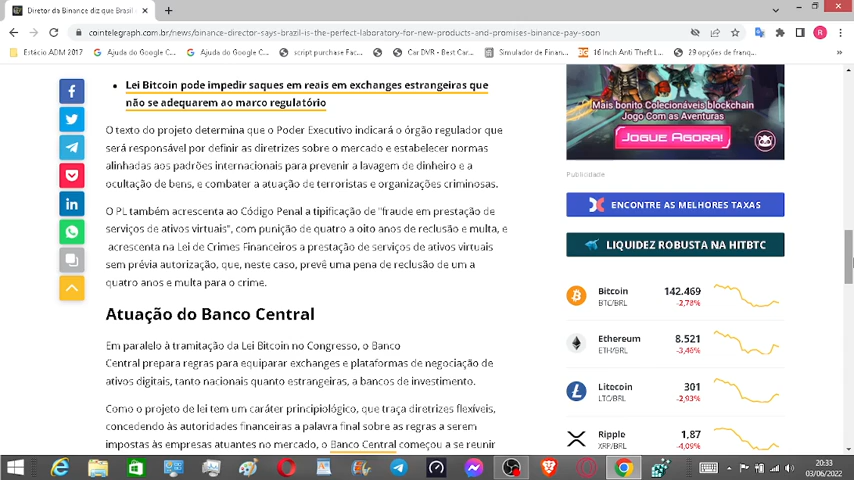 Diretor da Binance diz que Brasil
cointelegraph.com.br/news/binance-director-says-brazil-is-the-perfect-laboratory-for-new-products-and-promises-binance-pay-soon
Estácio ADM 2017
Ajuda do Google C...
Ajuda do Google C...
script purchase Fac...
Car DVR - Best Car...
Simulador de Finan...
16 Inch Anti Theft L...
29 opções de franq...
Lei Bitcoin pode impedir saques em reais em exchanges estrangeiras que
não se adequarem ao marco regulatório
O texto do projeto determina que o Poder Executivo indicará o órgão regulador que
será responsável por definir as diretrizes sobre o mercado e estabelecer normas
alinhadas aos padrões internacionais para prevenir a lavagem de dinheiro e a
ocultação de bens, e combater a atuação de terroristas e organizações criminosas.
O PL também acrescenta ao Código Penal a tipificação de "fraude em prestação de
serviços de ativos virtuais", com punição de quatro a oito anos de reclusão e multa, e
acrescenta na Lei de Crimes Financeiros a prestação de serviços de ativos virtuais
sem prévia autorização, que, neste caso, prevê uma pena de reclusão de um a
quatro anos e multa para o crime.
Atuação do Banco Central
Em paralelo à tramitação da Lei Bitcoin no Congresso, o Banco
Central prepara regras para equiparar exchanges e plataformas de negociação de
ativos digitais, tanto nacionais quanto estrangeiras, a bancos de investimento.
Como o projeto de lei tem um caráter principiológico, que traça diretrizes flexíveis,
concedendo às autoridades financeiras a palavra final sobre as regras a serem
impostas às empresas atuantes no mercado, o Banco Central começou a se reunir
Mais bonito Colecionáveis blockchain
Jogo Com as Aventuras
JOGUE AGORA!
Publicidade
ENCONTRE AS MELHORES TAXAS
LIQUIDEZ ROBUSTA NA HITBTC
Bitcoin 142.469
BTC/BRL -2,78%
Ethereum 8.521
ETH/BRL -3,46%
Litecoin 301
LTC/BRL -2,93%
Ripple 1,87
XRP/BRL -4,09%
20:33
03/06/2022